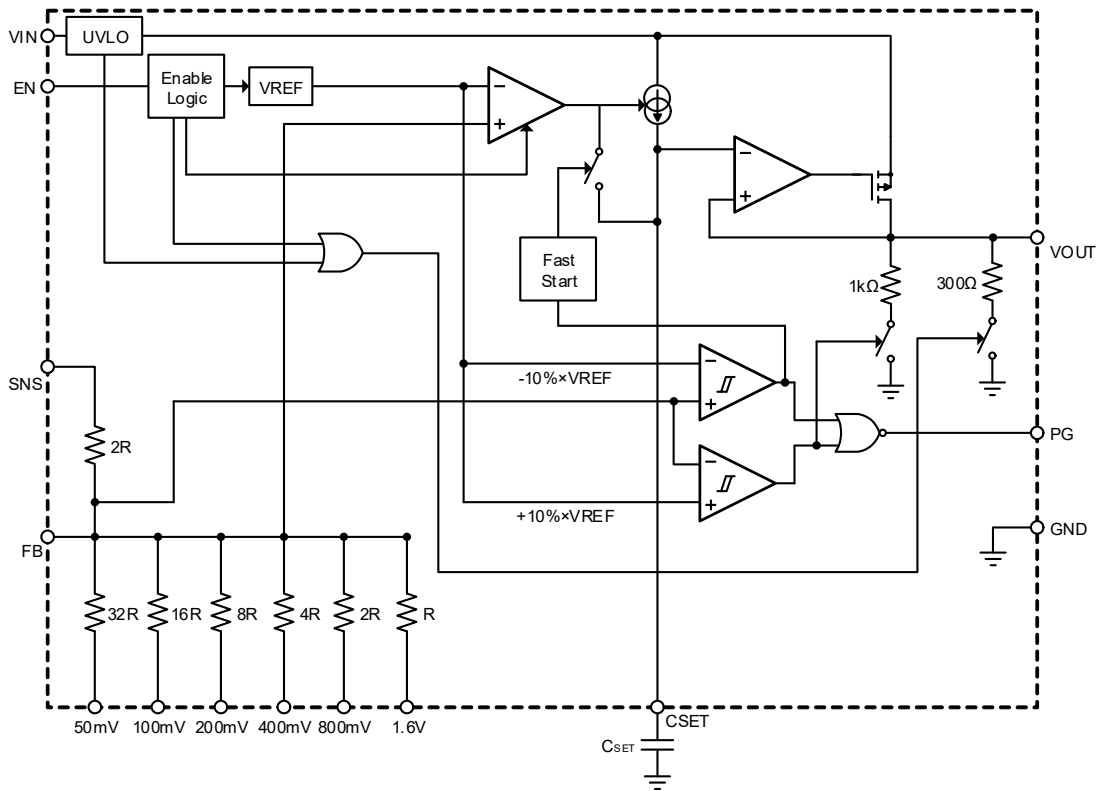 VIN
UVLO
EN
Enable
Logic
VREF
−
+
−
+
Fast
Start
VOUT
1kΩ
300Ω
SNS
−
-10%×VREF
+
2R
PG
−
+
+10%×VREF
GND
FB
32R
16R
8R
4R
2R
R
50mV
100mV
200mV
400mV
800mV
1.6V
CSET
CSET